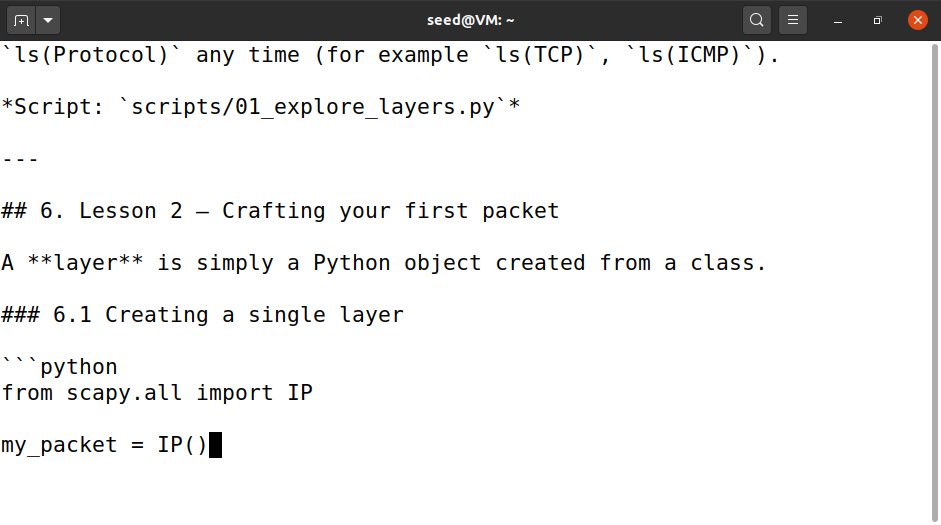 seed@VM: ~
`ls(Protocol)` any time (for example `ls(TCP)`, `ls(ICMP)`).
*Script: `scripts/01_explore_layers.py`*
---
## 6. Lesson 2 — Crafting your first packet
A **layer** is simply a Python object created from a class.
### 6.1 Creating a single layer
```python
from scapy.all import IP
my_packet = IP()